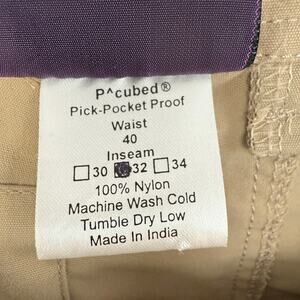 P^cubed®
Pick-Pocket Proof
Waist
40
Inseam
30 32 34
100% Nylon
Machine Wash Cold
Tumble Dry Low
Made In India